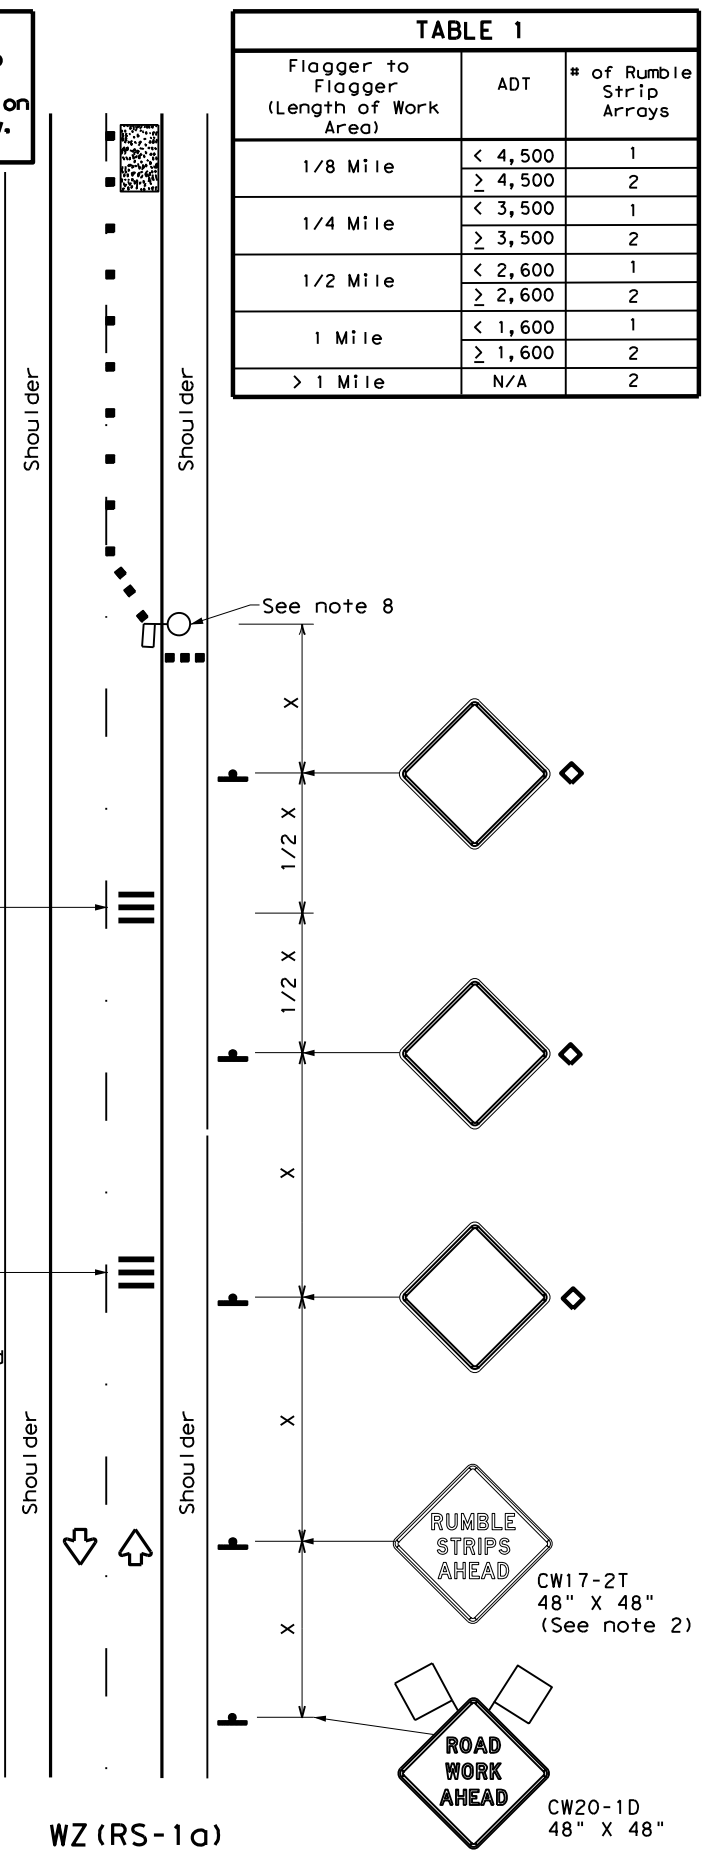 on
TABLE 1
Flagger to
Flagger
(Length of Work
Area)
ADT
# of Rumble
Strip
Arrays
1/8 Mile
< 4,500
1
≥ 4,500
2
1/4 Mile
< 3,500
1
≥ 3,500
2
1/2 Mile
< 2,600
1
≥ 2,600
2
1 Mile
< 1,600
1
≥ 1,600
2
> 1 Mile
N/A
2
Shoulder
Shoulder
See note 8
X
1/2 X
1/2 X
X
X
X
Shoulder
Shoulder
RUMBLE
STRIPS
AHEAD
CW17-2T
48" X 48"
(See note 2)
ROAD
WORK
AHEAD
CW20-1D
48" X 48"
WZ(RS-1a)